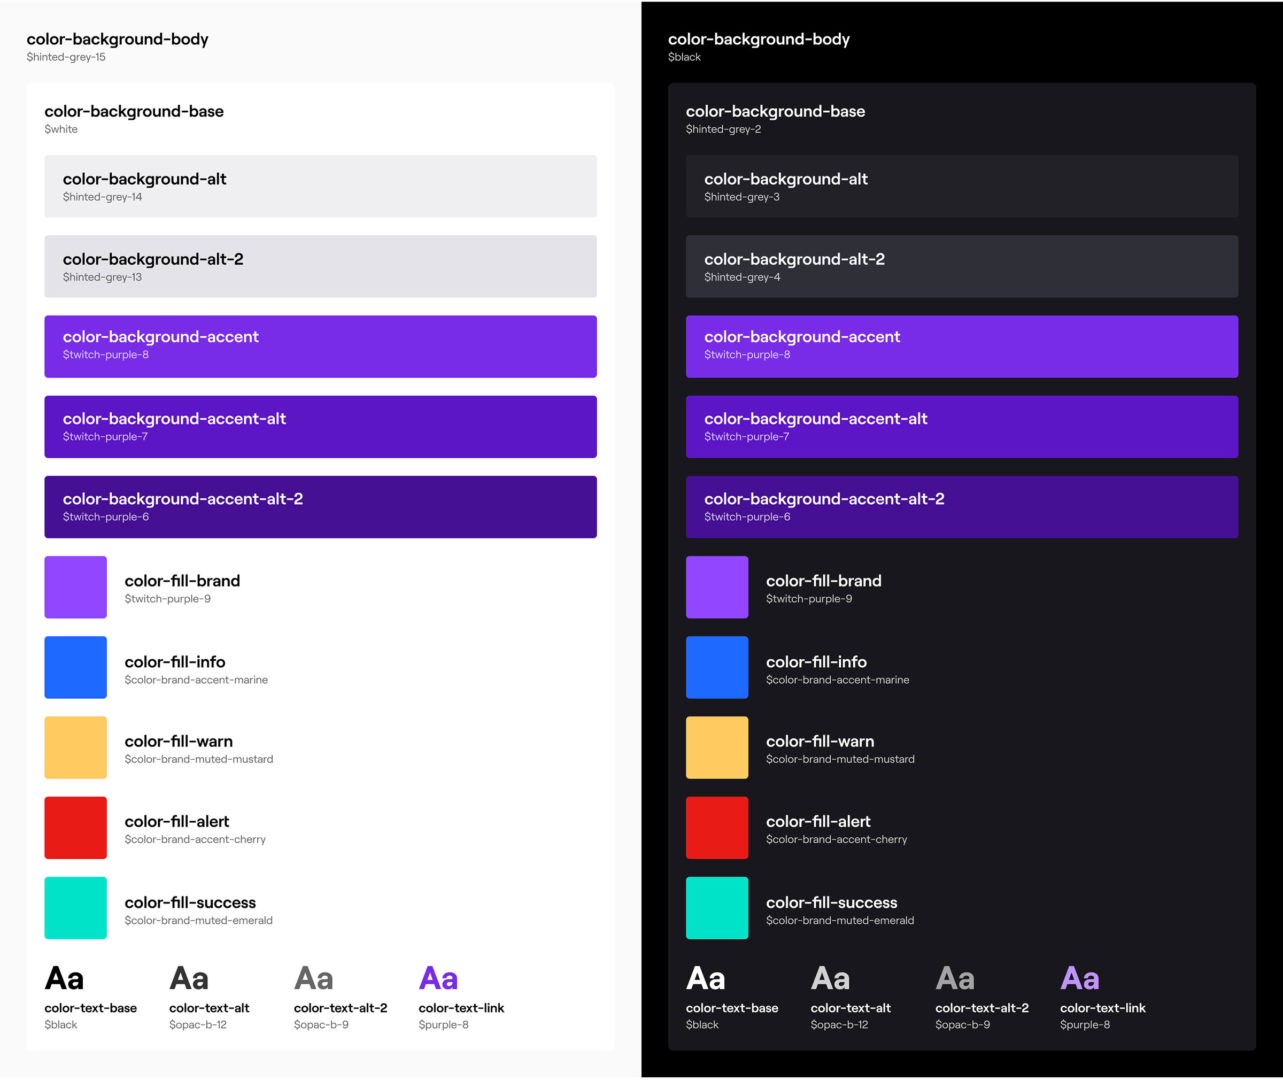 color-background-body
$hinted-grey-15
color-background-base
$white
color-background-alt
$hinted-grey-14
color-background-alt-2
$hinted-grey-13
color-background-accent
$twitch-purple-8
color-background-accent-alt
$twitch-purple-7
color-background-accent-alt-2
$twitch-purple-6
color-fill-brand
$twitch-purple-9
color-fill-info
$color-brand-accent-marine
color-fill-warn
$color-brand-muted-mustard
color-fill-alert
$color-brand-accent-cherry
color-fill-success
$color-brand-muted-emerald
Aa Aa Aa Aa
color-text-base color-text-alt color-text-alt-2 color-text-link
$black $opac-b-12 $opac-b-9 $purple-8
color-background-body
$black
color-background-base
$hinted-grey-2
color-background-alt
$hinted-grey-3
color-background-alt-2
$hinted-grey-4
color-background-accent
$twitch-purple-8
color-background-accent-alt
$twitch-purple-7
color-background-accent-alt-2
$twitch-purple-6
color-fill-brand
$twitch-purple-9
color-fill-info
$color-brand-accent-marine
color-fill-warn
$color-brand-muted-mustard
color-fill-alert
$color-brand-accent-cherry
color-fill-success
$color-brand-muted-emerald
Aa Aa Aa Aa
color-text-base color-text-alt color-text-alt-2 color-text-link
$black $opac-b-12 $opac-b-9 $purple-8